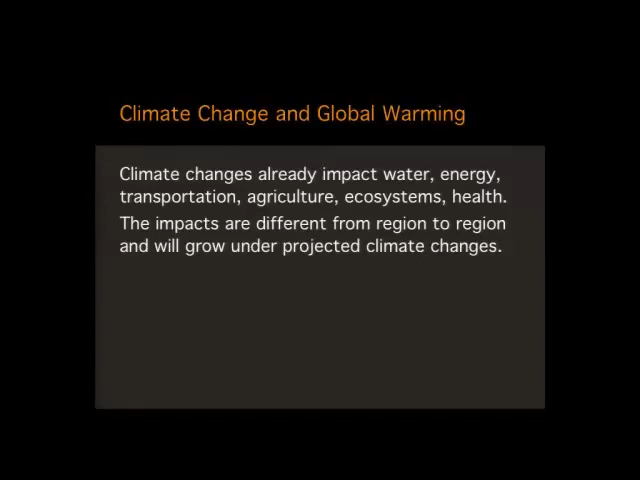 Climate Change and Global Warming
Climate changes already impact water, energy,
transportation, agriculture, ecosystems, health.
The impacts are different from region to region
and will grow under projected climate changes.